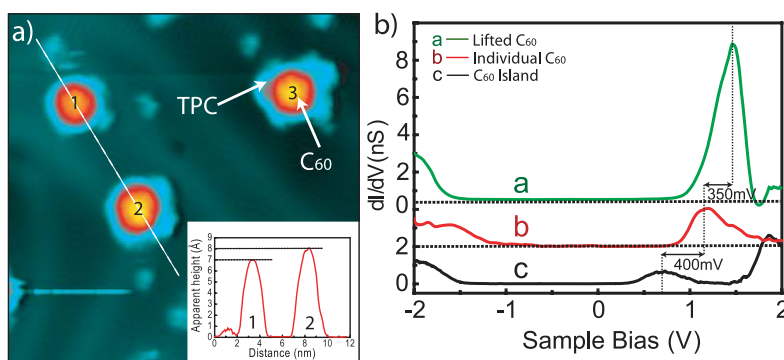 a)
1
2
3
TPC
C60
Apparent height (Å)
8
7
6
5
4
3
2
1
0
1 2
0 2 4 6 8 10 12
Distance (nm)
b)
a Lifted C60
b Individual C60
c C60 Island
dI/dV(nS)
8
6
4
2
0
2
0
a
350mV
b
400mV
c
-2 -1 0 1 2
Sample Bias (V)